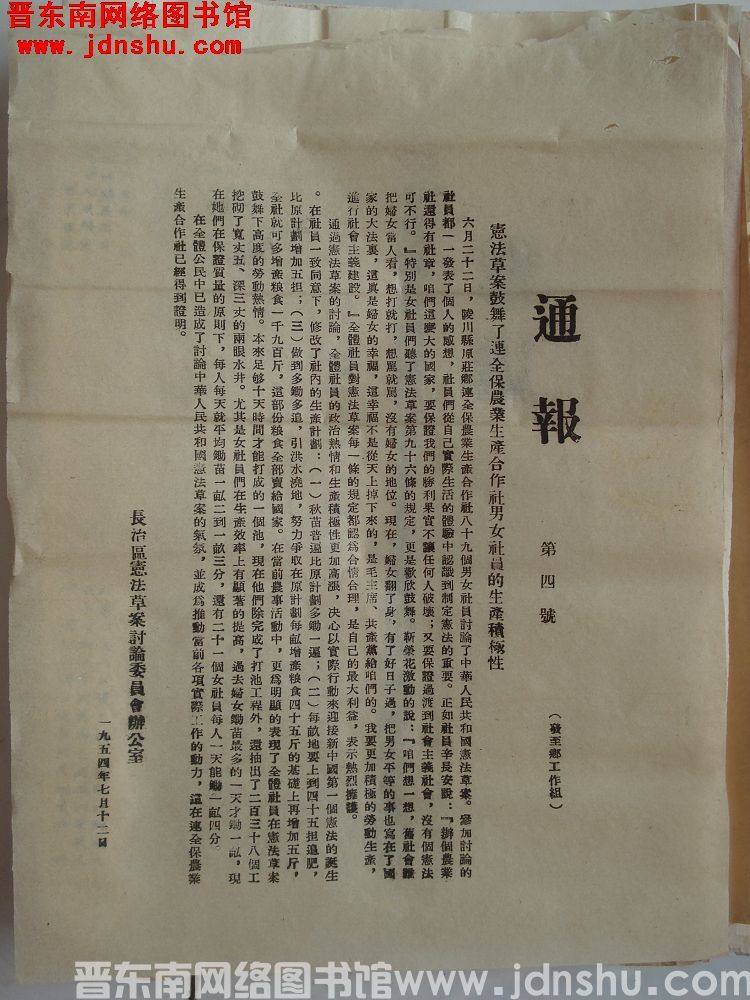 晋东南网络图书馆
www.jdnshu.com
通報
第四號
(發至鄉工作組)
憲法草案鼓舞了連全保農業生產合作社男女社員的生產積極性
六月二十二日，陵川縣原莊鄉連全保農業生產合作社八十九個男女社員討論了中華人民共和國憲法草案。參加討論的
社員都一一發表了個人的感想，社員們從自己實際生活的體驗中認識到制定憲法的重要。正如社員辛長安說：『辦個農業
社還得有社章，咱們這麼大的國家，要保證我們的勝利果實不讓任何人破壞；又要保證過渡到社會主義社會，沒有個憲法
可不行。』特別是女社員們聽了憲法草案第九十六條的規定，更是歡欣鼓舞。靳榮花激動的說：『咱們想一想，舊社會誰
把婦女當人看，想打就打，想罵就罵，沒有婦女的地位。現在，婦女翻了身，有了好日子過，把男女平等的事也寫在了國
家的大法裏，這真是婦女的幸福，這幸福不是從天上掉下來的，是毛主席、共產黨給咱們的。我要更加積極的勞動生產，
進行社會主義建設。』全體社員對憲法草案每一條的規定都認為合情合理，是自己的最大利益，表示熱烈擁護。
通過憲法草案的討論，全體社員的政治熱情和生產積極性更加高漲，決心以實際行動來迎接新中國第一個憲法的誕生
。在社員一致同意下，修改了社內的生產計劃：(一)秋苗普遍比原計劃多鋤一遍；(二)每畝地要上到四十五担追肥，
比原計劃增加五担；(三)做到多鋤多追，引洪水澆地，努力爭取在原計劃每畝增產粮食四十五斤的基礎上再增加五斤，
全社就可多增產粮食一千九百斤，這部份粮食全部賣給國家。在當前農事活動中，更為明顯的表現了全體社員在憲法草案
鼓舞下高度的勞動熱情。本來足够十天時間才能打成的一個池，現在他們除完成了打池工程外，還抽出了二百三十八個工
挖砌了寬丈五、深三丈的兩眼水井。尤其是女社員們在生產效率上有顯著的提高，過去婦女鋤苗最多的一天才鋤一畝，現
在她們在保證質量的原則下，每人每天就平均鋤苗一畝二到一畝三分，還有二十一個女社員每人一天能鋤一畝四分。
在全體公民中已造成了討論中華人民共和國憲法草案的氣氛，並成為推動當前各項實際工作的動力，這在連全保農業
生產合作社已經得到證明。
長治區憲法草案討論委員會辦公室
一九五四年七月十二日
晋东南网络图书馆www.jdnshu.com